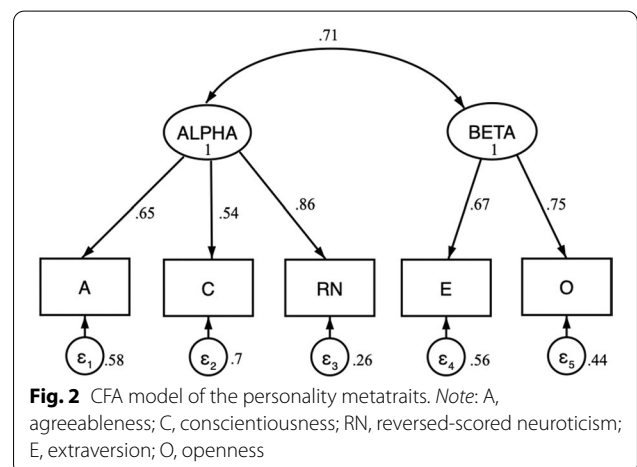 .71
ALPHA
1
BETA
1
.65
.54
.86
.67
.75
A
C
RN
E
O
ε1 .58
ε2 .7
ε3 .26
ε4 .56
ε5 .44
Fig. 2 CFA model of the personality metatraits. Note: A,
agreeableness; C, conscientiousness; RN, reversed-scored neuroticism;
E, extraversion; O, openness